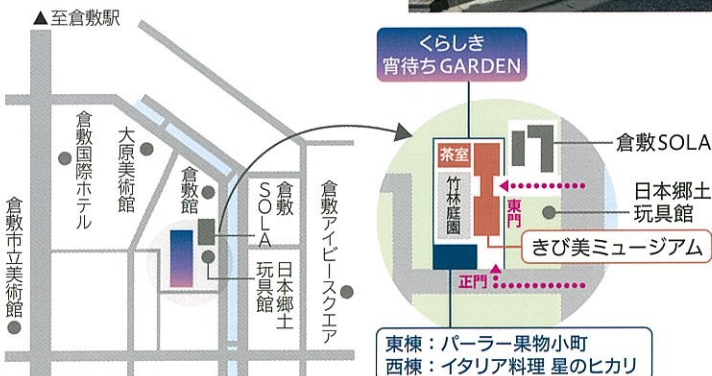 ▲至倉敷駅
倉敷国際ホテル
大原美術館
倉敷市立美術館
倉敷館
倉敷
SOLA
日本郷土
玩具館
倉敷アイビースクエア
くらしき
宵待ちGARDEN
茶室
竹林庭園
東門
正門
倉敷SOLA
日本郷土
玩具館
きび美ミュージアム
東棟：パーラー果物小町
西棟：イタリア料理 星のヒカリ